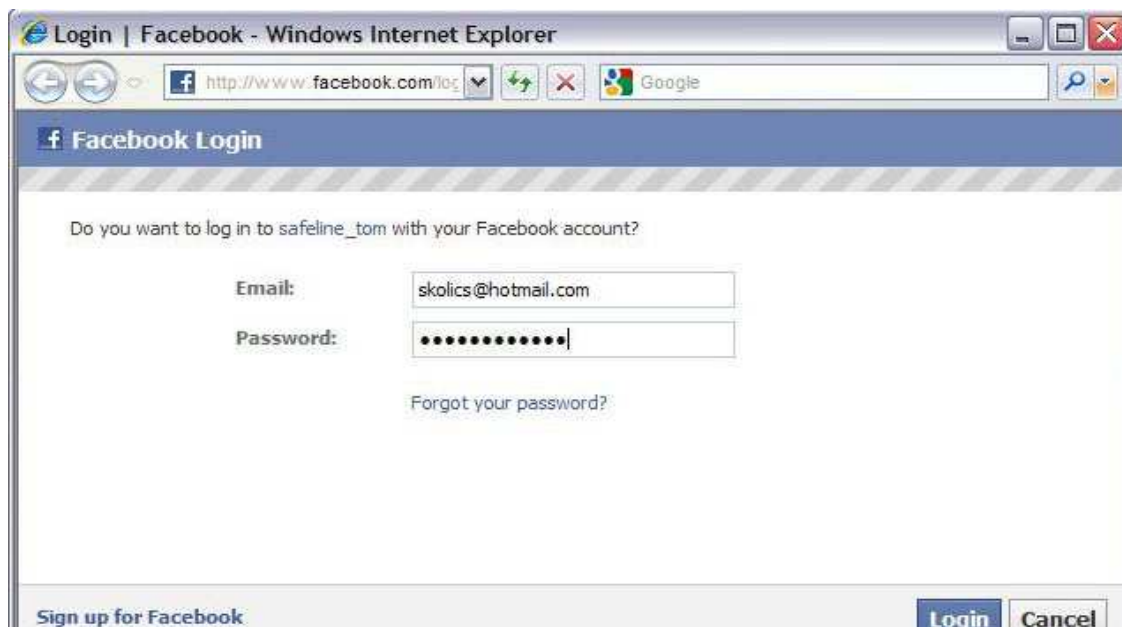 Login | Facebook - Windows Internet Explorer
http://www.facebook.com/log Google
Facebook Login
Do you want to log in to safeline_tom with your Facebook account?
Email: skolics@hotmail.com
Password: ••••••••••••
Forgot your password?
Sign up for Facebook Login Cancel